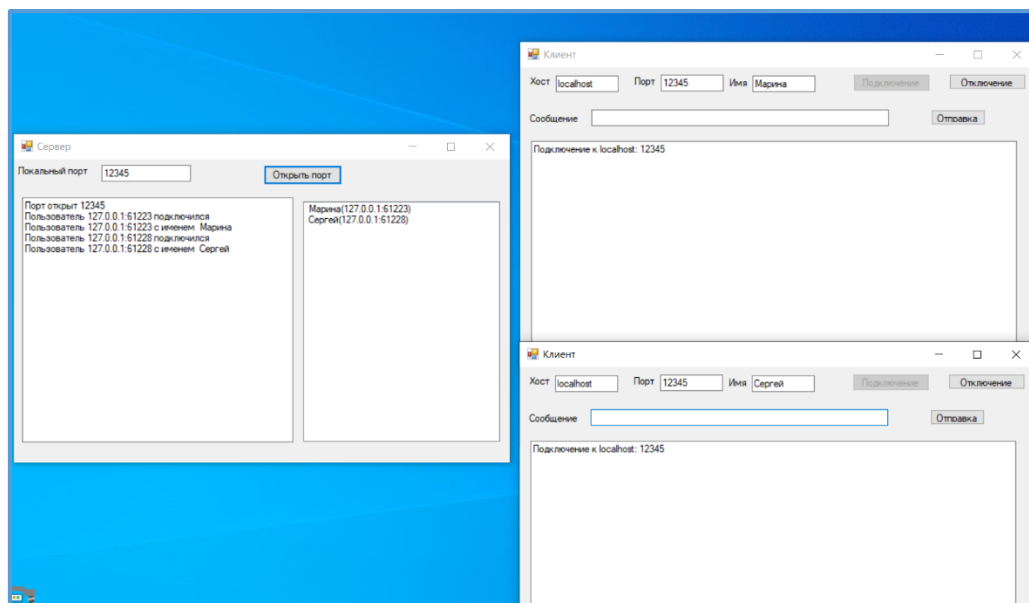 Сервер
Локальный порт 12345 Открыть порт
Порт открыт 12345
Пользователь 127.0.0.1:61223 подключился
Пользователь 127.0.0.1:61223 с именем Марина
Пользователь 127.0.0.1:61228 подключился
Пользователь 127.0.0.1:61228 с именем Сергей
Марина(127.0.0.1:61223)
Сергей(127.0.0.1:61228)
Клиент
Хост localhost Порт 12345 Имя Марина Подключение Отключение
Сообщение Отправка
Подключение к localhost: 12345
Клиент
Хост localhost Порт 12345 Имя Сергей Подключение Отключение
Сообщение Отправка
Подключение к localhost: 12345